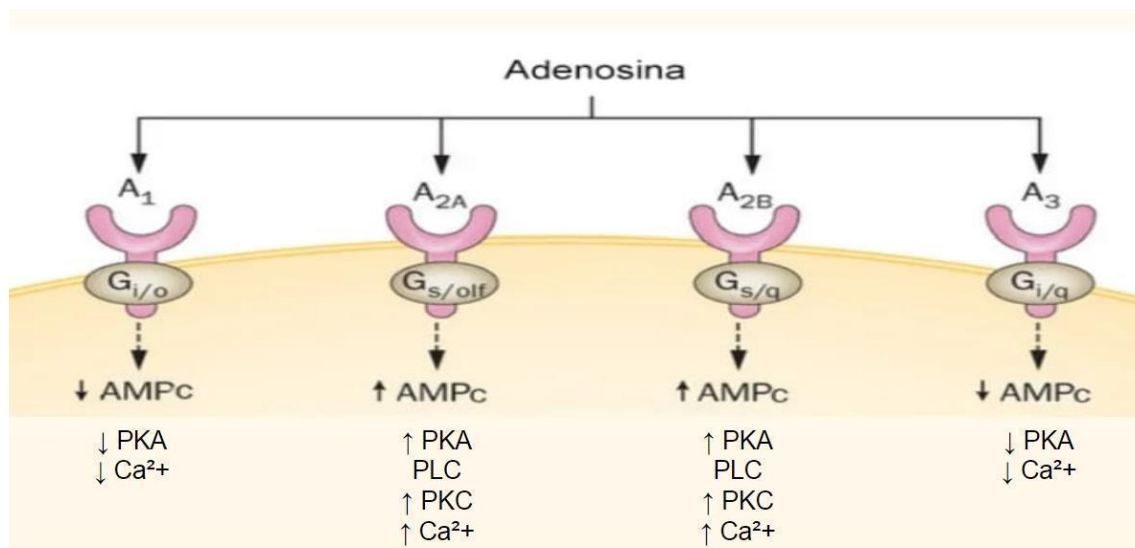 Adenosina
A₁ A₂A A₂B A₃
Gi/o Gs/olf Gs/q Gi/q
↓ AMPc ↑ AMPc ↑ AMPc ↓ AMPc
↓ PKA ↑ PKA ↑ PKA ↓ PKA
↓ Ca²+ PLC PLC ↓ Ca²+
↑ PKC ↑ PKC
↑ Ca²+ ↑ Ca²+